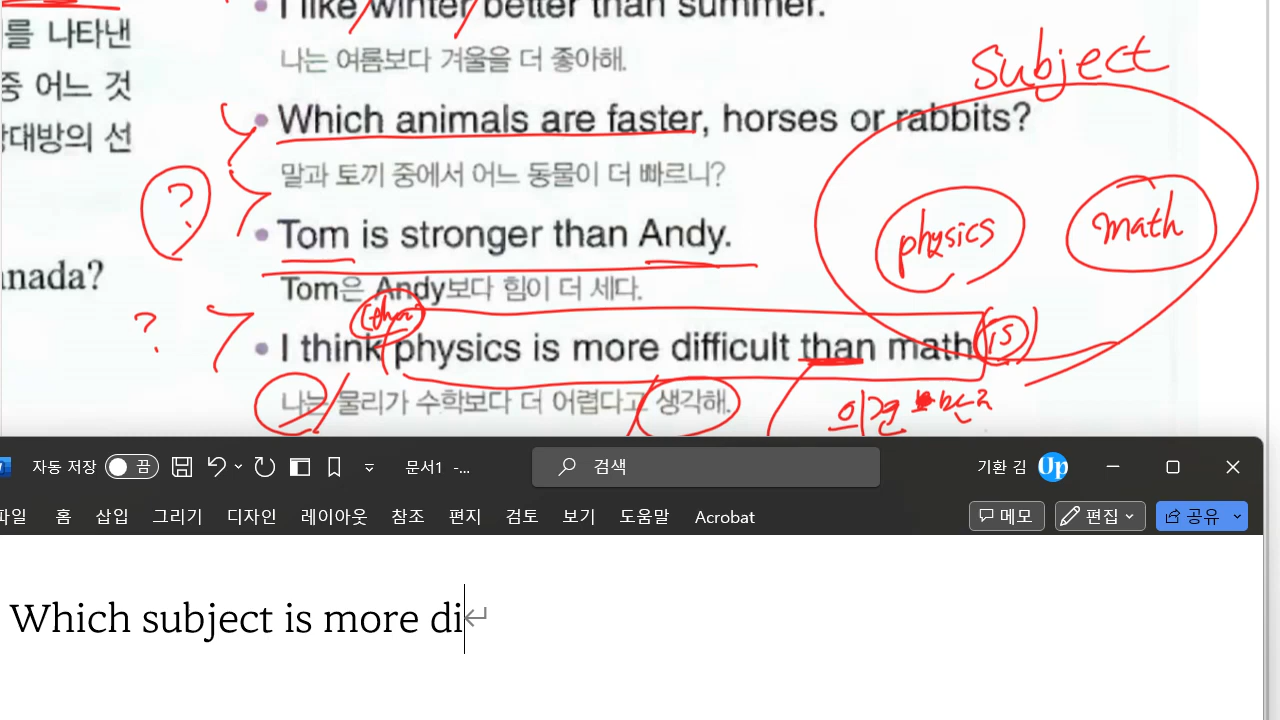 를 나타낸
중 어느 것
상대방의 선
nada?
• I like winter better than summer.
나는 여름보다 겨울을 더 좋아해.
subject
• Which animals are faster, horses or rabbits?
말과 토끼 중에서 어느 동물이 더 빠르니?
?
physics
math
• Tom is stronger than Andy.
Tom은 Andy보다 힘이 더 세다.
?
• I think physics is more difficult than math (is)
나는 물리가 수학보다 더 어렵다고 생각해.
의견
자동 저장 끔
문서1 -...
검색
기환 김
Up
파일 홈 삽입 그리기 디자인 레이아웃 참조 편지 검토 보기 도움말 Acrobat
메모 편집 공유
Which subject is more di